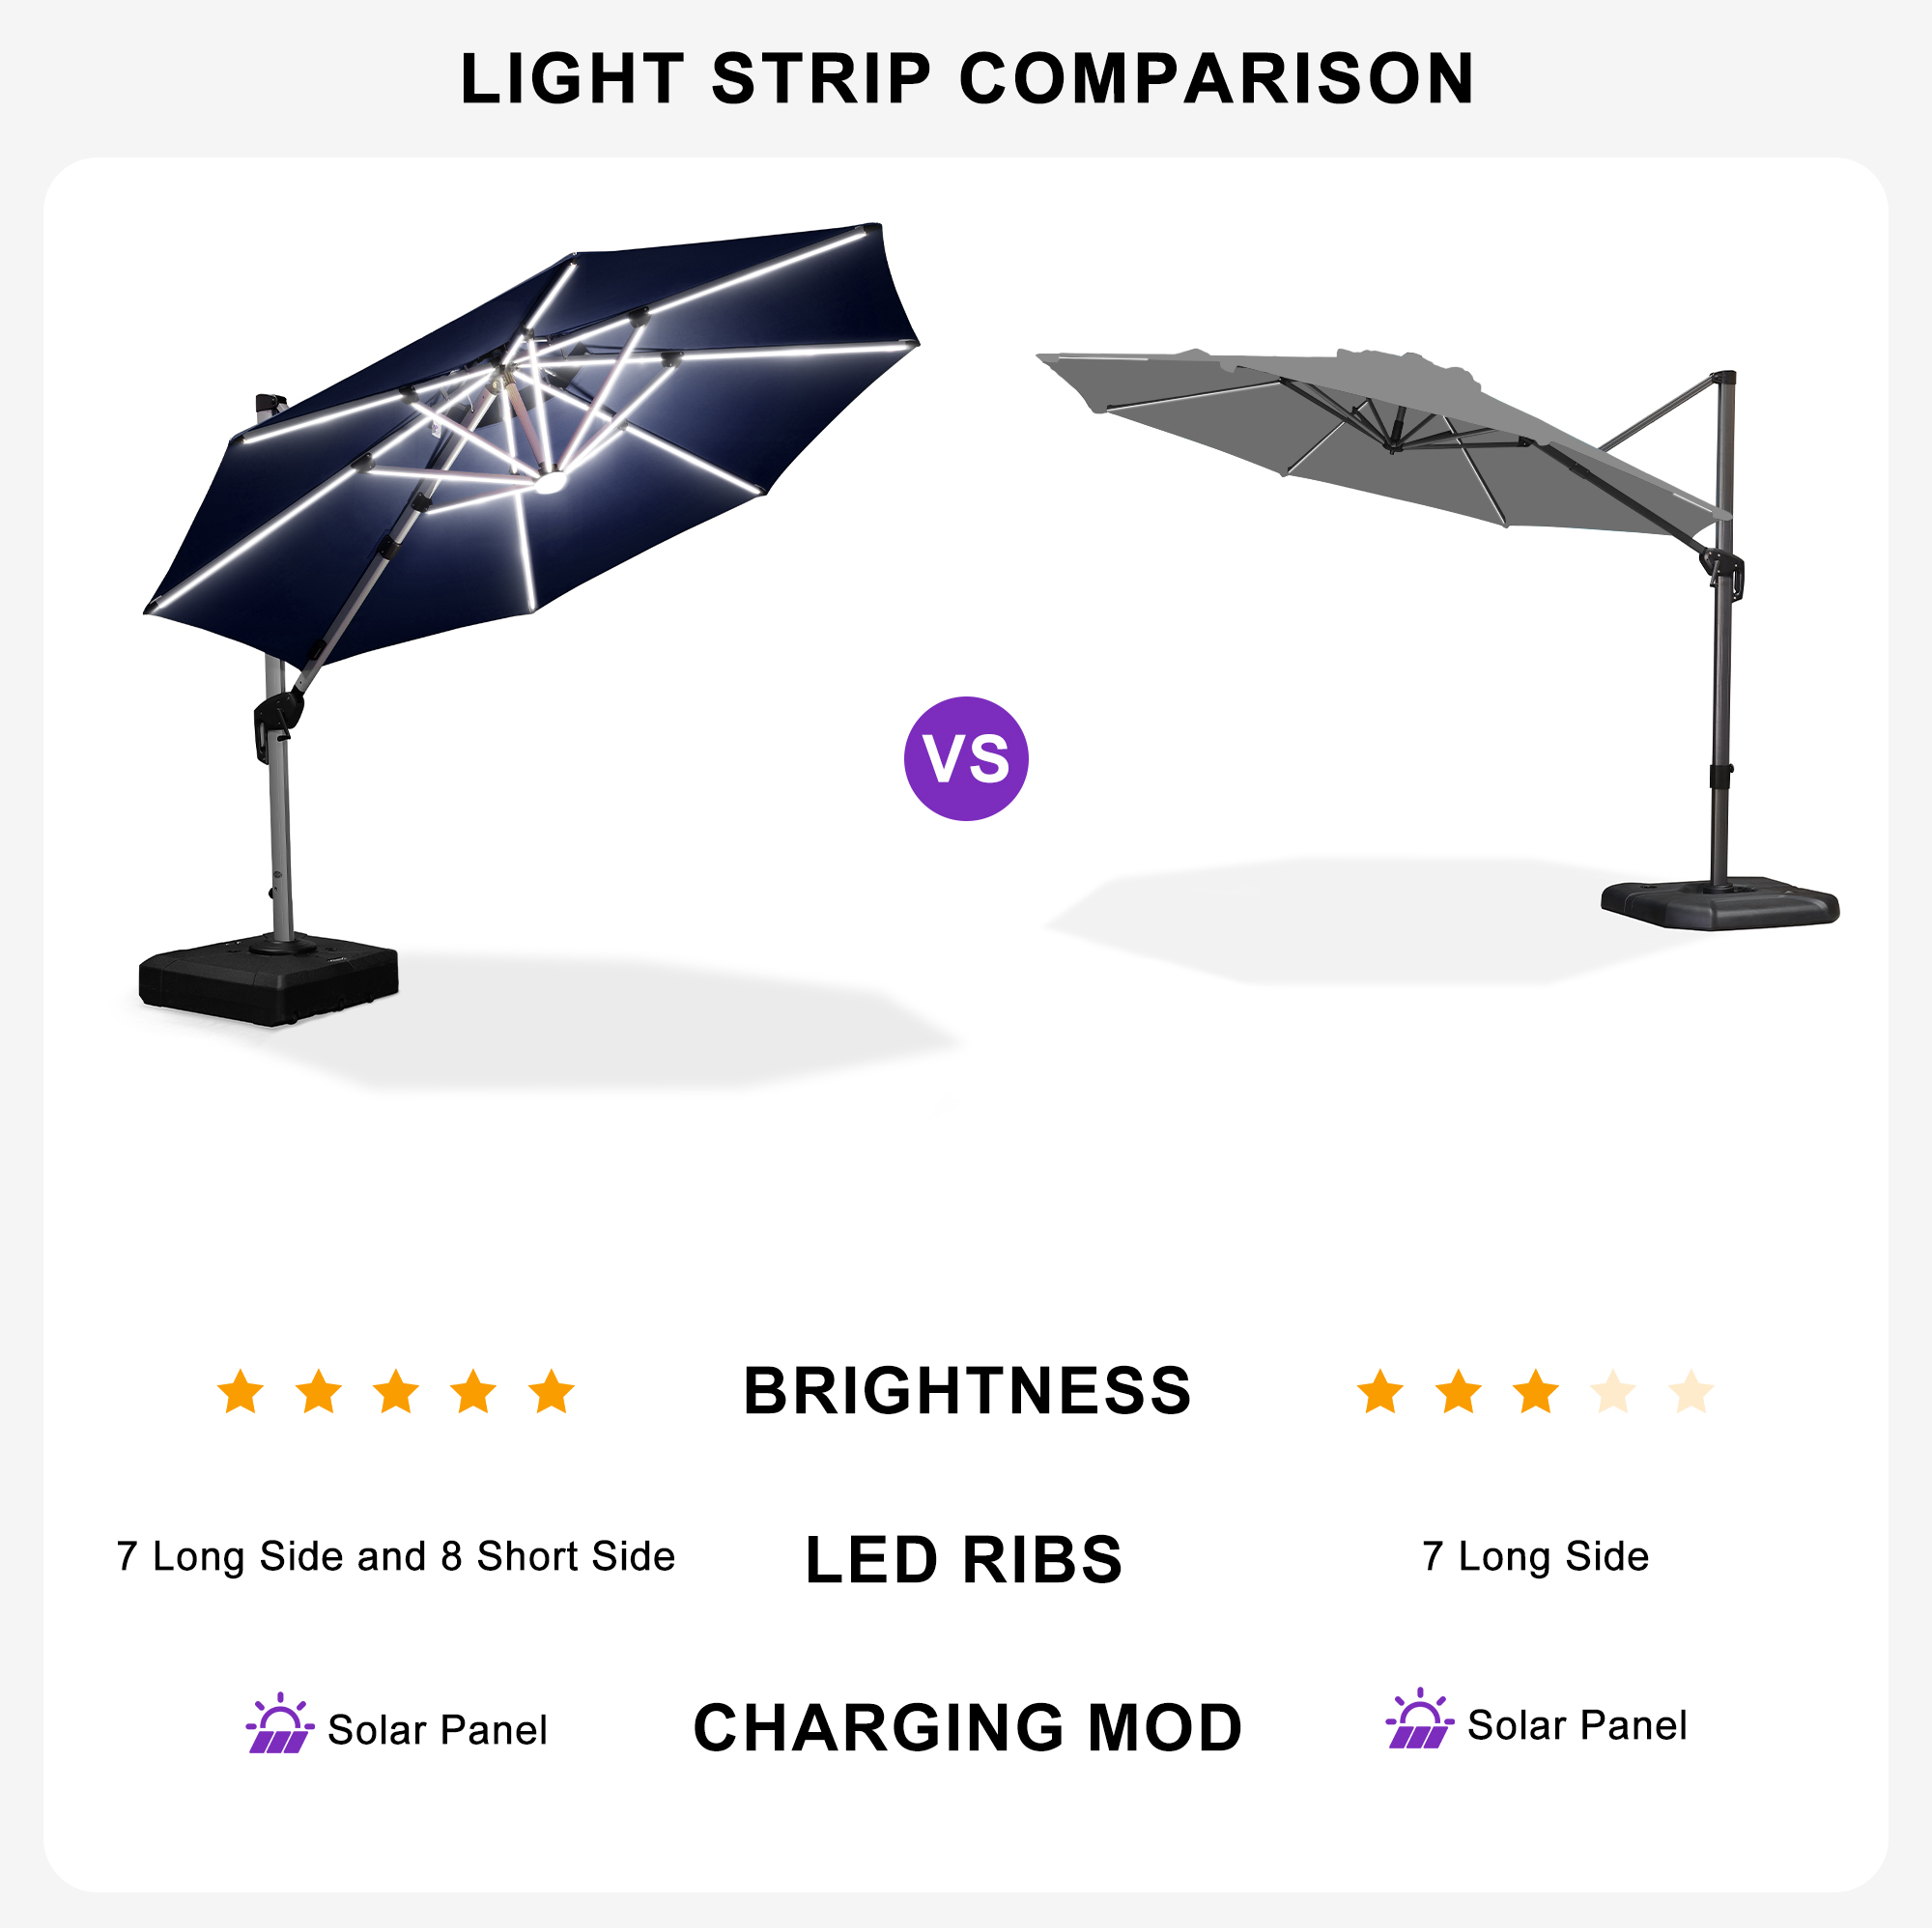 LIGHT STRIP COMPARISON
VS
BRIGHTNESS
7 Long Side and 8 Short Side
LED RIBS
7 Long Side
Solar Panel
CHARGING MOD
Solar Panel